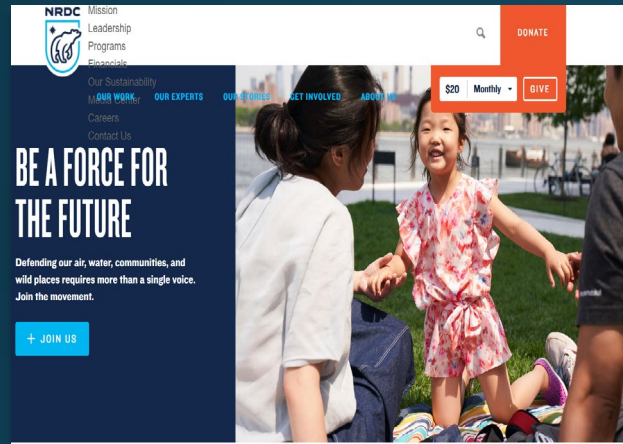 NRDC
Mission
Leadership
Programs
Financials
Our Sustainability
Media Center
Careers
Contact Us
DONATE
OUR WORK
OUR EXPERTS
OUR STORIES
GET INVOLVED
ABOUT US
$20
Monthly
GIVE
BE A FORCE FOR
THE FUTURE
Defending our air, water, communities, and
wild places requires more than a single voice.
Join the movement.
+ JOIN US